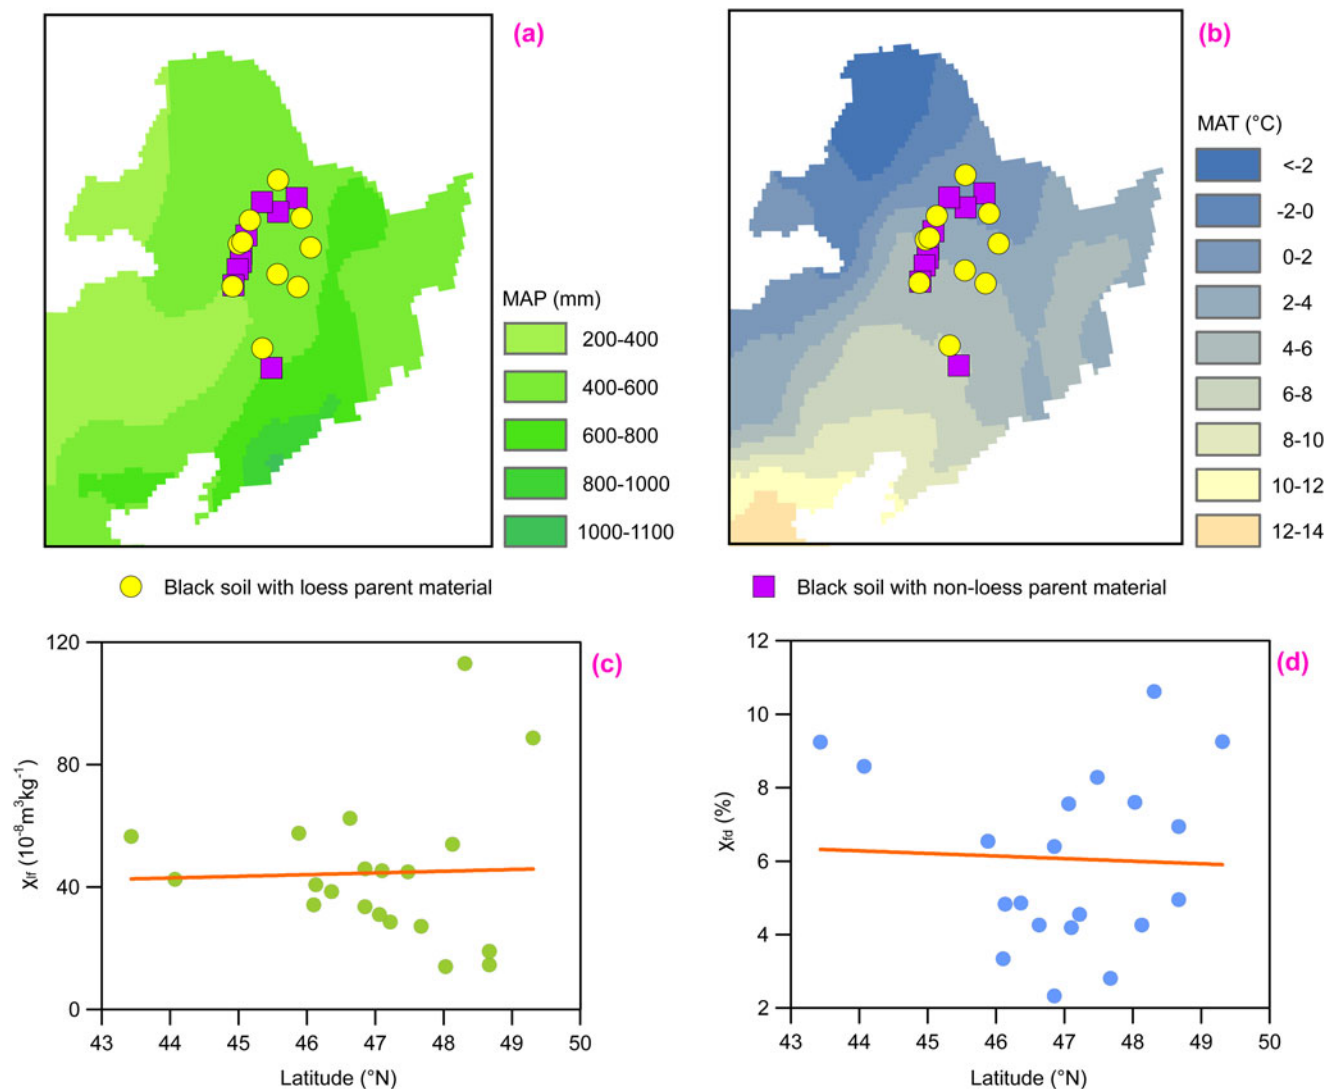 (a)
MAP (mm)
200-400
400-600
600-800
800-1000
1000-1100
(b)
MAT (°C)
<-2
-2-0
0-2
2-4
4-6
6-8
8-10
10-12
12-14
Black soil with loess parent material
Black soil with non-loess parent material
(c)
χlf (10⁻⁸m³kg⁻¹)
120
80
40
0
43 44 45 46 47 48 49 50
Latitude (°N)
(d)
χfd (%)
12
10
8
6
4
2
43 44 45 46 47 48 49 50
Latitude (°N)